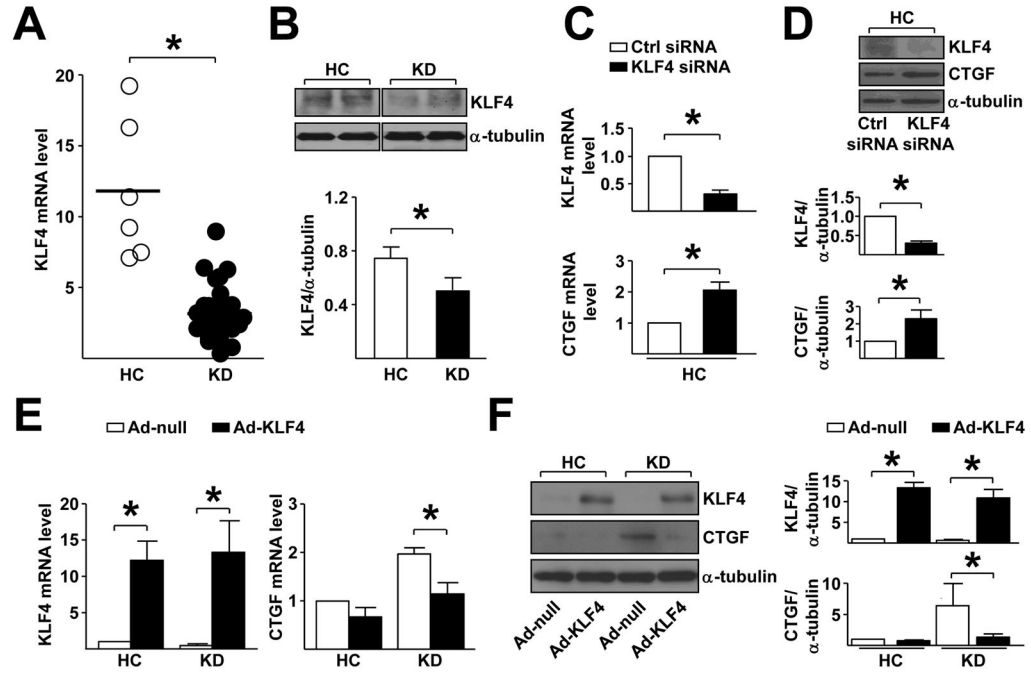 A
*
KLF4 mRNA level
20
15
10
5
HC KD
B
HC KD
KLF4
α-tubulin
*
KLF4/α-tubulin
1.2
0.8
0.4
HC KD
C
Ctrl siRNA
KLF4 siRNA
*
KLF4 mRNA
level
1.5
1.0
0.5
*
CTGF mRNA
level
3
2
1
HC
D
HC
KLF4
CTGF
α-tubulin
Ctrl KLF4
siRNA siRNA
*
KLF4/
α-tubulin
1.5
1.0
0.5
*
CTGF/
α-tubulin
3
2
1
E
Ad-null Ad-KLF4
KLF4 mRNA level
20
15
10
5
* *
HC KD
CTGF mRNA level
3
2
1
*
HC KD
F
HC KD
KLF4
CTGF
α-tubulin
Ad-null Ad-KLF4 Ad-null Ad-KLF4
Ad-null Ad-KLF4
KLF4/
α-tubulin
15
10
5
* *
CTGF/
α-tubulin
10
5
*
HC KD